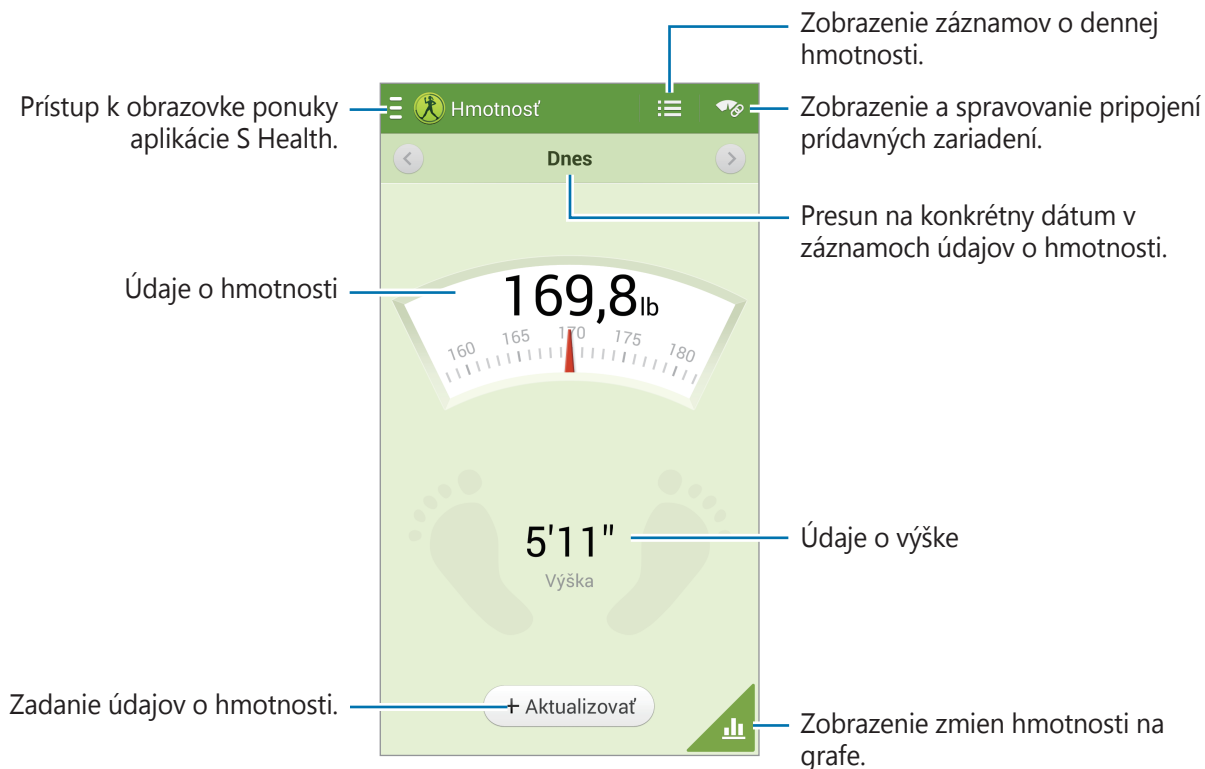 Zobrazenie záznamov o dennej
hmotnosti.
Prístup k obrazovke ponuky
aplikácie S Health.
Hmotnosť
Zobrazenie a spravovanie pripojení
prídavných zariadení.
Dnes
Presun na konkrétny dátum v
záznamoch údajov o hmotnosti.
Údaje o hmotnosti
169,8lb
160 165 170 175 180
5'11"
Výška
Údaje o výške
Zadanie údajov o hmotnosti.
+ Aktualizovať
Zobrazenie zmien hmotnosti na
grafe.